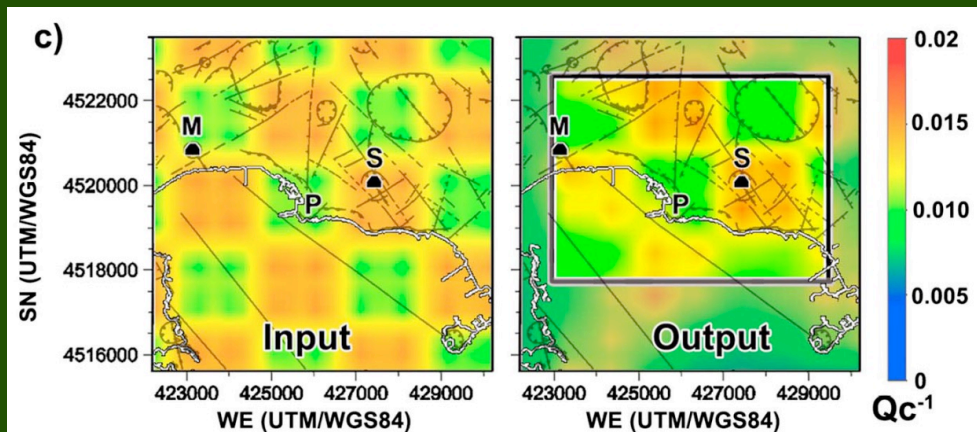 c)
SN (UTM/WGS84)
4522000
4520000
4518000
4516000
M
S
P
Input
423000 425000 427000 429000
WE (UTM/WGS84)
M
S
P
Output
423000 425000 427000 429000
WE (UTM/WGS84)
0.02
0.015
0.010
0.005
0
Qc-1